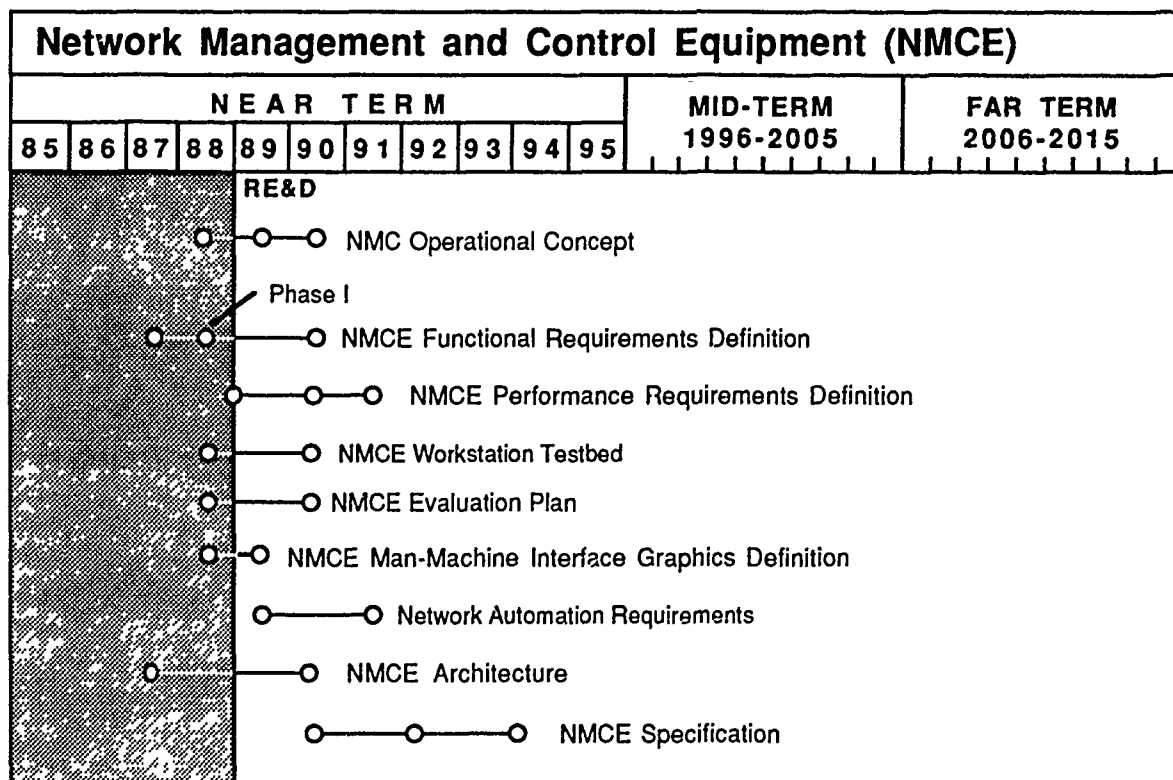 Network Management and Control Equipment (NMCE)
NEAR TERM
MID-TERM
1996-2005
FAR TERM
2006-2015
85 86 87 88 89 90 91 92 93 94 95
RE&D
NMC Operational Concept
Phase I
NMCE Functional Requirements Definition
NMCE Performance Requirements Definition
NMCE Workstation Testbed
NMCE Evaluation Plan
NMCE Man-Machine Interface Graphics Definition
Network Automation Requirements
NMCE Architecture
NMCE Specification